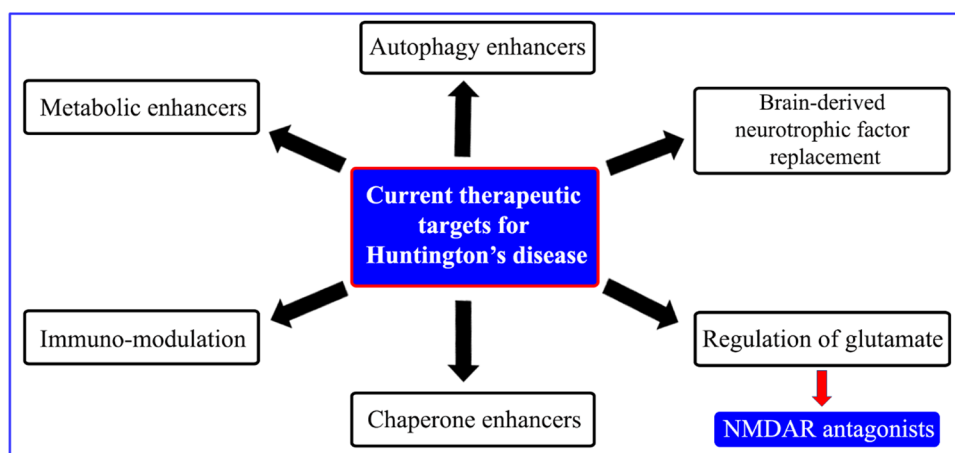 Autophagy enhancers
Metabolic enhancers
Brain-derived
neurotrophic factor
replacement
Current therapeutic
targets for
Huntington’s disease
Immuno-modulation
Regulation of glutamate
Chaperone enhancers
NMDAR antagonists